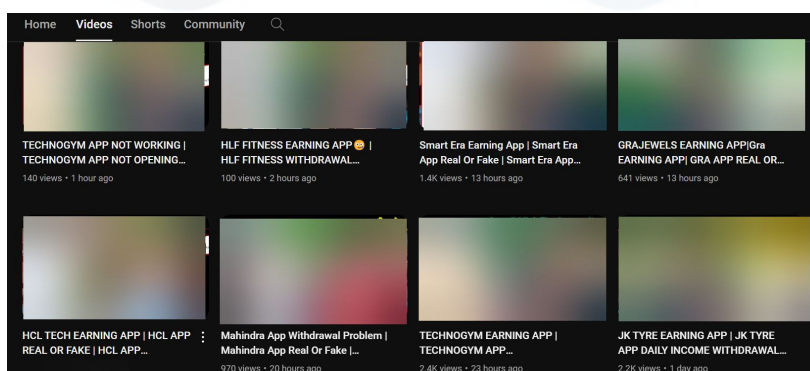 Home Videos Shorts Community
TECHNOGYM APP NOT WORKING |
TECHNOGYM APP NOT OPENING...
140 views • 1 hour ago
HLF FITNESS EARNING APP😳 |
HLF FITNESS WITHDRAWAL...
100 views • 2 hours ago
Smart Era Earning App | Smart Era
App Real Or Fake | Smart Era App...
1.4K views • 13 hours ago
GRAJEWELS EARNING APP|Gra
EARNING APP| GRA APP REAL OR...
641 views • 13 hours ago
HCL TECH EARNING APP | HCL APP
REAL OR FAKE | HCL APP...
Mahindra App Withdrawal Problem |
Mahindra App Real Or Fake |...
970 views • 20 hours ago
TECHNOGYM EARNING APP |
TECHNOGYM APP...
2.4K views • 23 hours ago
JK TYRE EARNING APP | JK TYRE
APP DAILY INCOME WITHDRAWAL...
2.2K views • 1 day ago